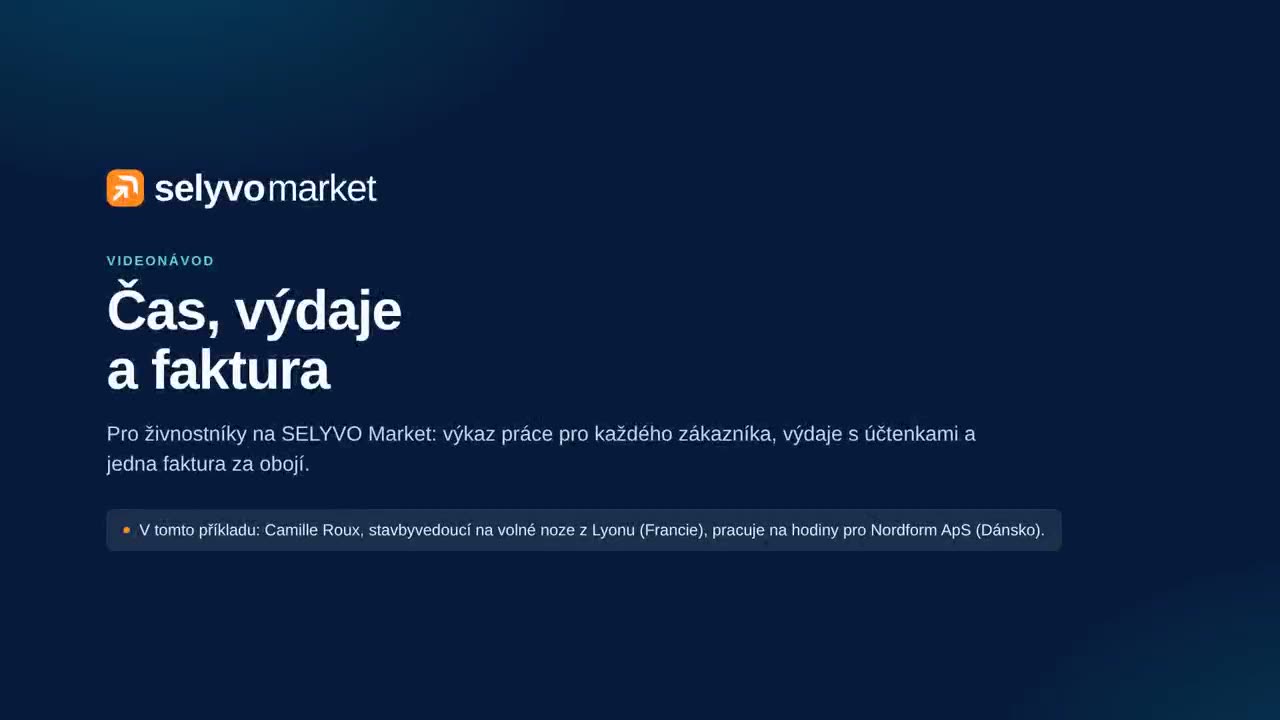 selyvomarket
VIDEONÁVOD
Čas, výdaje
a faktura
Pro živnostníky na SELYVO Market: výkaz práce pro každého zákazníka, výdaje s účtenkami a
jedna faktura za obojí.
V tomto příkladu: Camille Roux, stavbyvedoucí na volné noze z Lyonu (Francie), pracuje na hodiny pro Nordform ApS (Dánsko).